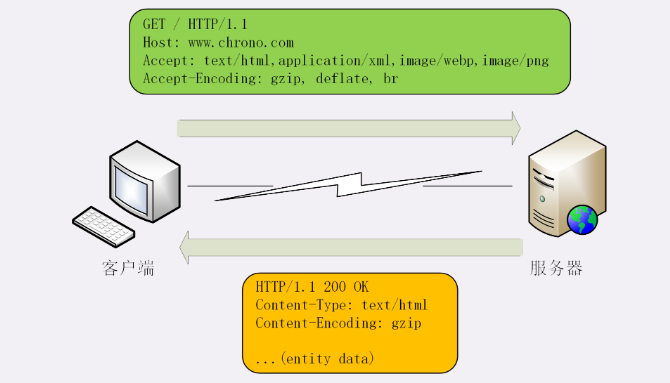 GET / HTTP/1.1
Host: www.chrono.com
Accept: text/html,application/xml,image/webp,image/png
Accept-Encoding: gzip, deflate, br
客户端
服务器
HTTP/1.1 200 OK
Content-Type: text/html
Content-Encoding: gzip
...(entity data)